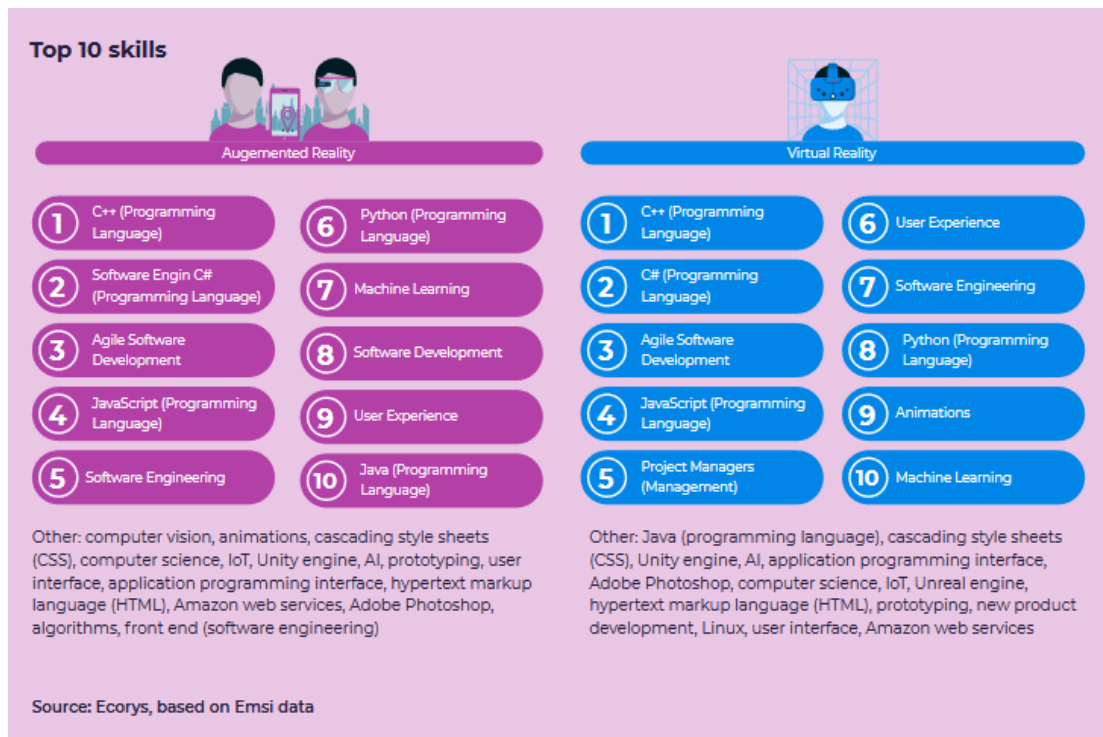 Top 10 skills
Augemented Reality
1
C++ (Programming
Language)
2
Software Engin C#
(Programming Language)
3
Agile Software
Development
4
JavaScript (Programming
Language)
5
Software Engineering
6
Python (Programming
Language)
7
Machine Learning
8
Software Development
9
User Experience
10
Java (Programming
Language)
Other: computer vision, animations, cascading style sheets
(CSS), computer science, IoT, Unity engine, AI, prototyping, user
interface, application programming interface, hypertext markup
language (HTML), Amazon web services, Adobe Photoshop,
algorithms, front end (software engineering)
Virtual Reality
1
C++ (Programming
Language)
2
C# (Programming
Language)
3
Agile Software
Development
4
JavaScript (Programming
Language)
5
Project Managers
(Management)
6
User Experience
7
Software Engineering
8
Python (Programming
Language)
9
Animations
10
Machine Learning
Other: Java (programming language), cascading style sheets
(CSS), Unity engine, AI, application programming interface,
Adobe Photoshop, computer science, IoT, Unreal engine,
hypertext markup language (HTML), prototyping, new product
development, Linux, user interface, Amazon web services
Source: Ecorys, based on Emsi data